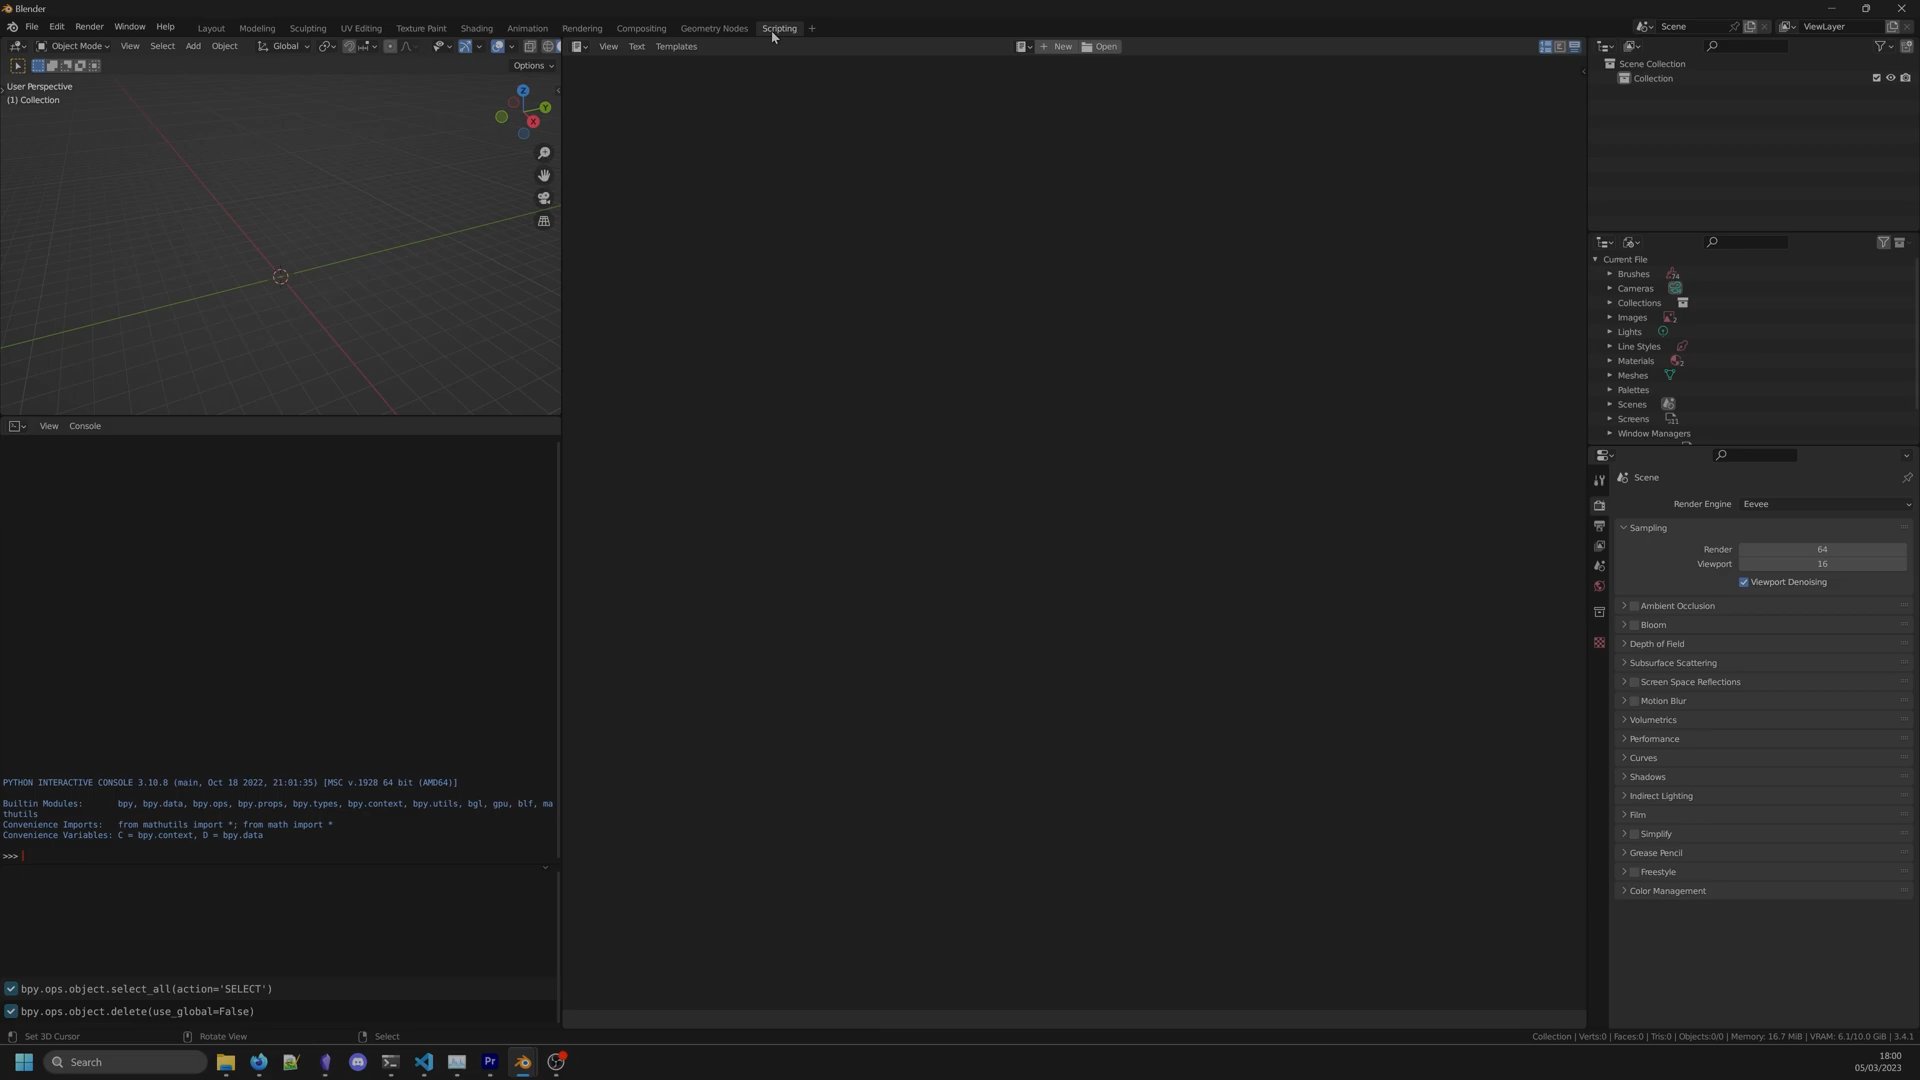 Blender
File Edit Render Window Help Layout Modeling Sculpting UV Editing Texture Paint Shading Animation Rendering Compositing Geometry Nodes Scripting + Scene ViewLayer
Object Mode View Select Add Object Global View Text Templates New Open
Options
User Perspective
(1) Collection
Z
Y
X
Scene Collection
Collection
Current File
Brushes 74
Cameras
Collections
Images 2
Lights
Line Styles
Materials 2
Meshes
Palettes
Scenes
Screens 11
Window Managers
View Console
PYTHON INTERACTIVE CONSOLE 3.10.8 (main, Oct 18 2022, 21:01:35) [MSC v.1928 64 bit (AMD64)]
Builtin Modules: bpy, bpy.data, bpy.ops, bpy.props, bpy.types, bpy.context, bpy.utils, bgl, gpu, blf, ma
thutils
Convenience Imports: from mathutils import *; from math import *
Convenience Variables: C = bpy.context, D = bpy.data
>>>
bpy.ops.object.select_all(action='SELECT')
bpy.ops.object.delete(use_global=False)
Scene
Render Engine Eevee
Sampling
Render 64
Viewport 16
Viewport Denoising
Ambient Occlusion
Bloom
Depth of Field
Subsurface Scattering
Screen Space Reflections
Motion Blur
Volumetrics
Performance
Curves
Shadows
Indirect Lighting
Film
Simplify
Grease Pencil
Freestyle
Color Management
Set 3D Cursor Rotate View Select Collection | Verts:0 | Faces:0 | Tris:0 | Objects:0/0 | Memory: 16.7 MiB | VRAM: 6.1/10.0 GiB | 3.4.1
Search Pr
18:00
05/03/2023